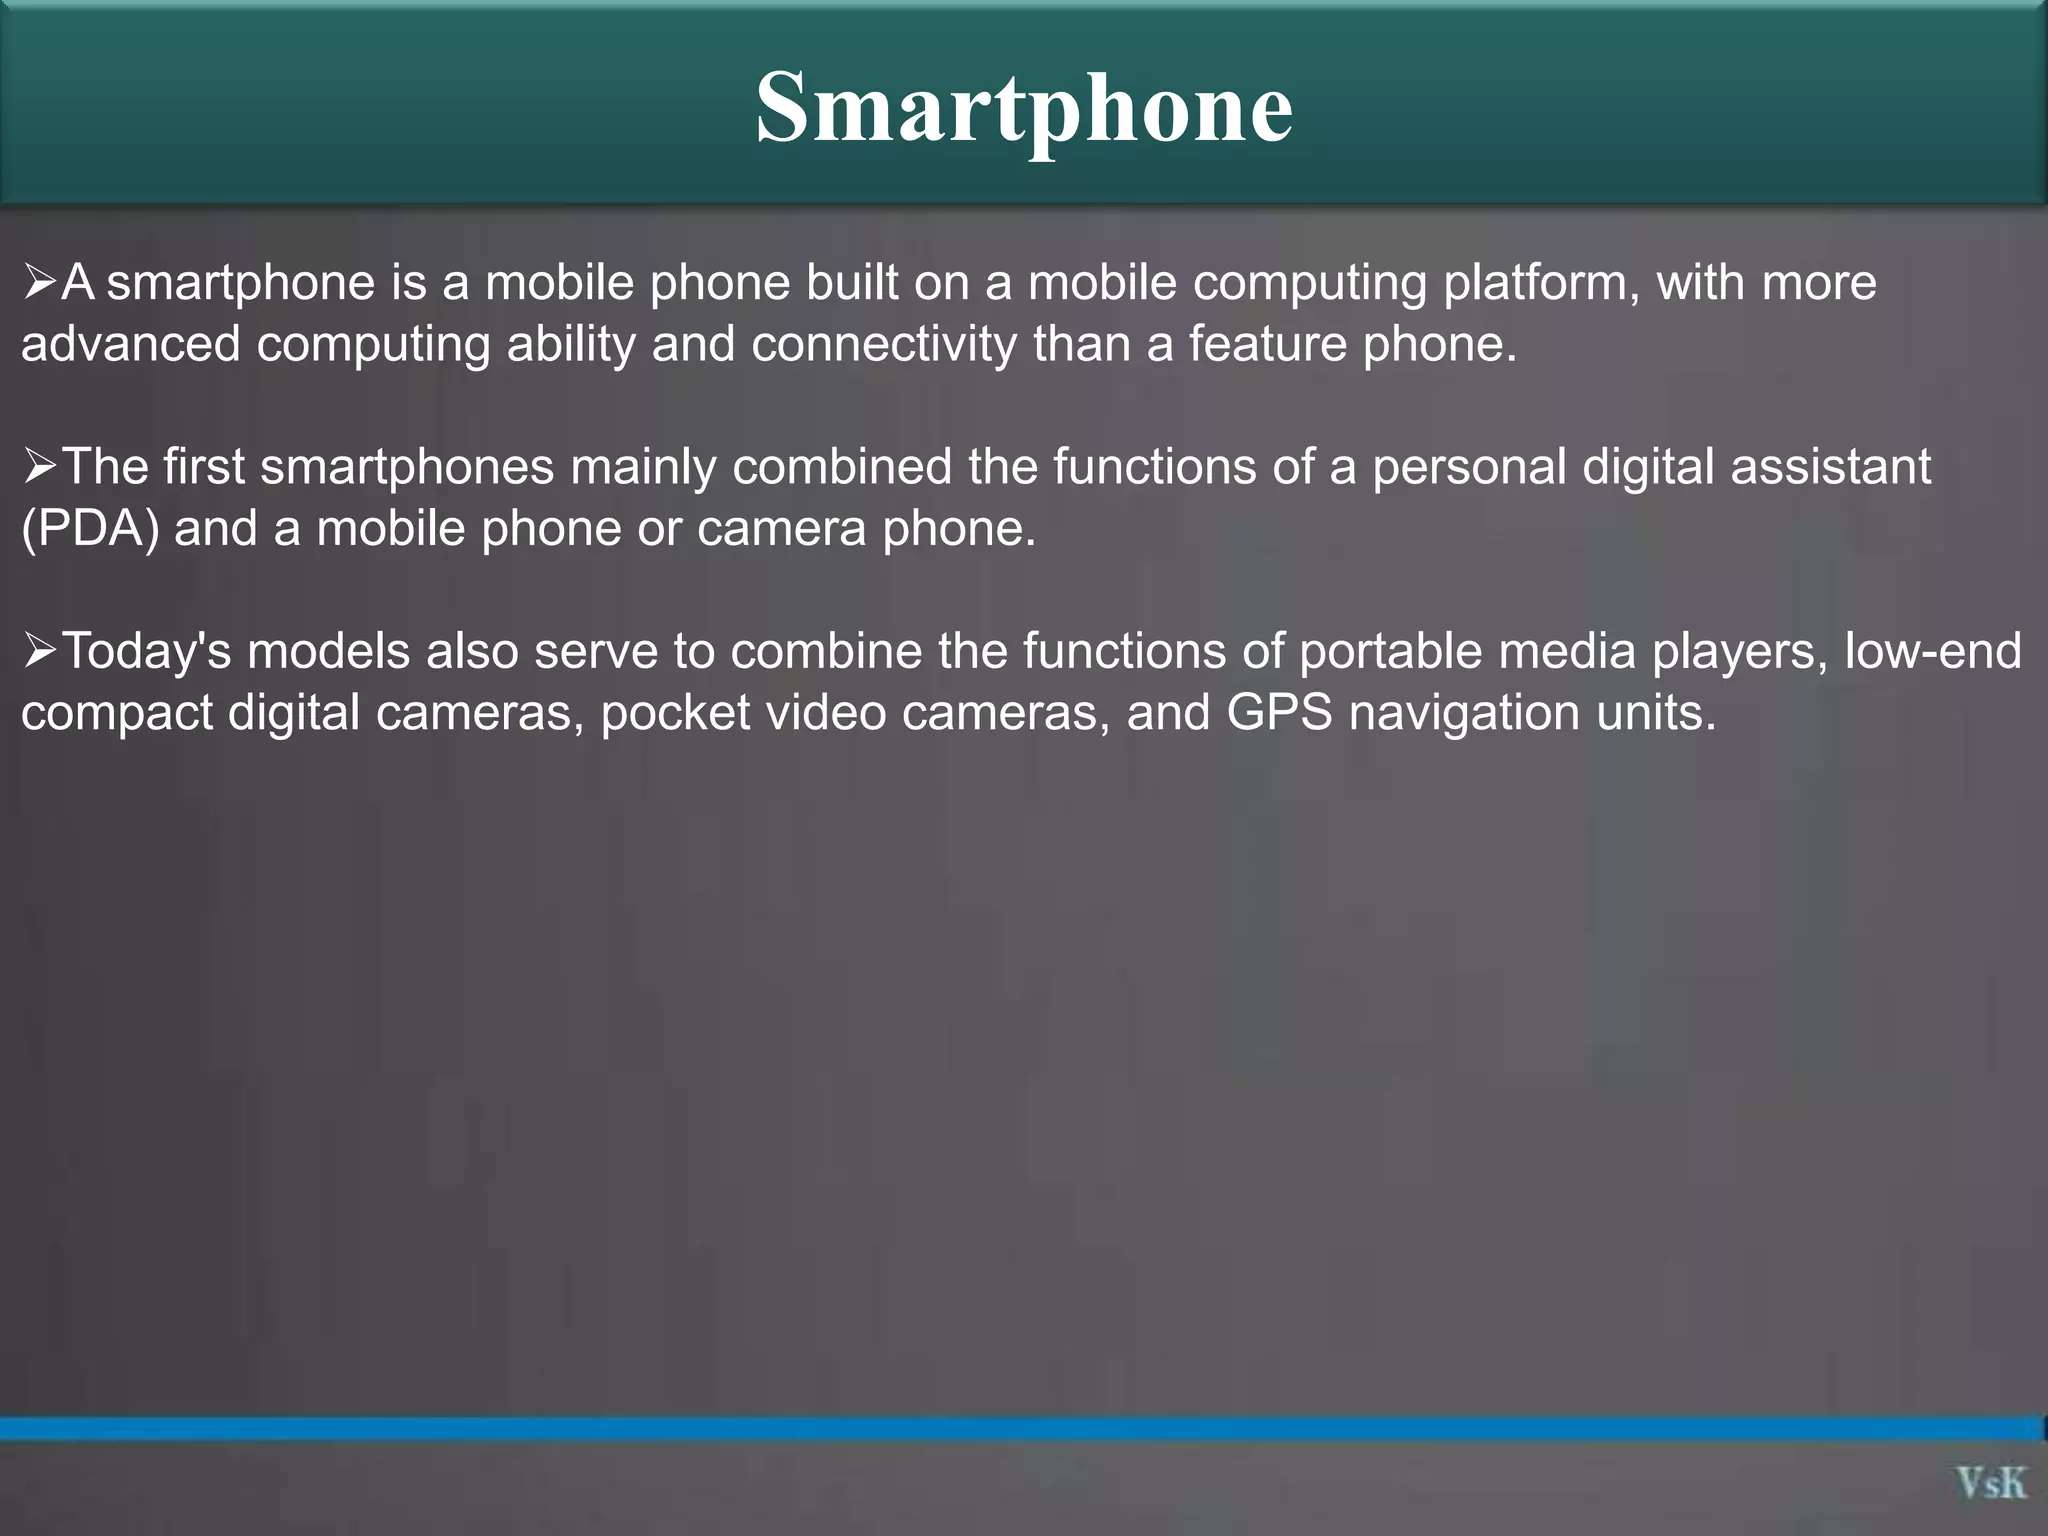 Smartphone
➢A smartphone is a mobile phone built on a mobile computing platform, with more
advanced computing ability and connectivity than a feature phone.
➢The first smartphones mainly combined the functions of a personal digital assistant
(PDA) and a mobile phone or camera phone.
➢Today's models also serve to combine the functions of portable media players, low-end
compact digital cameras, pocket video cameras, and GPS navigation units.
VsK